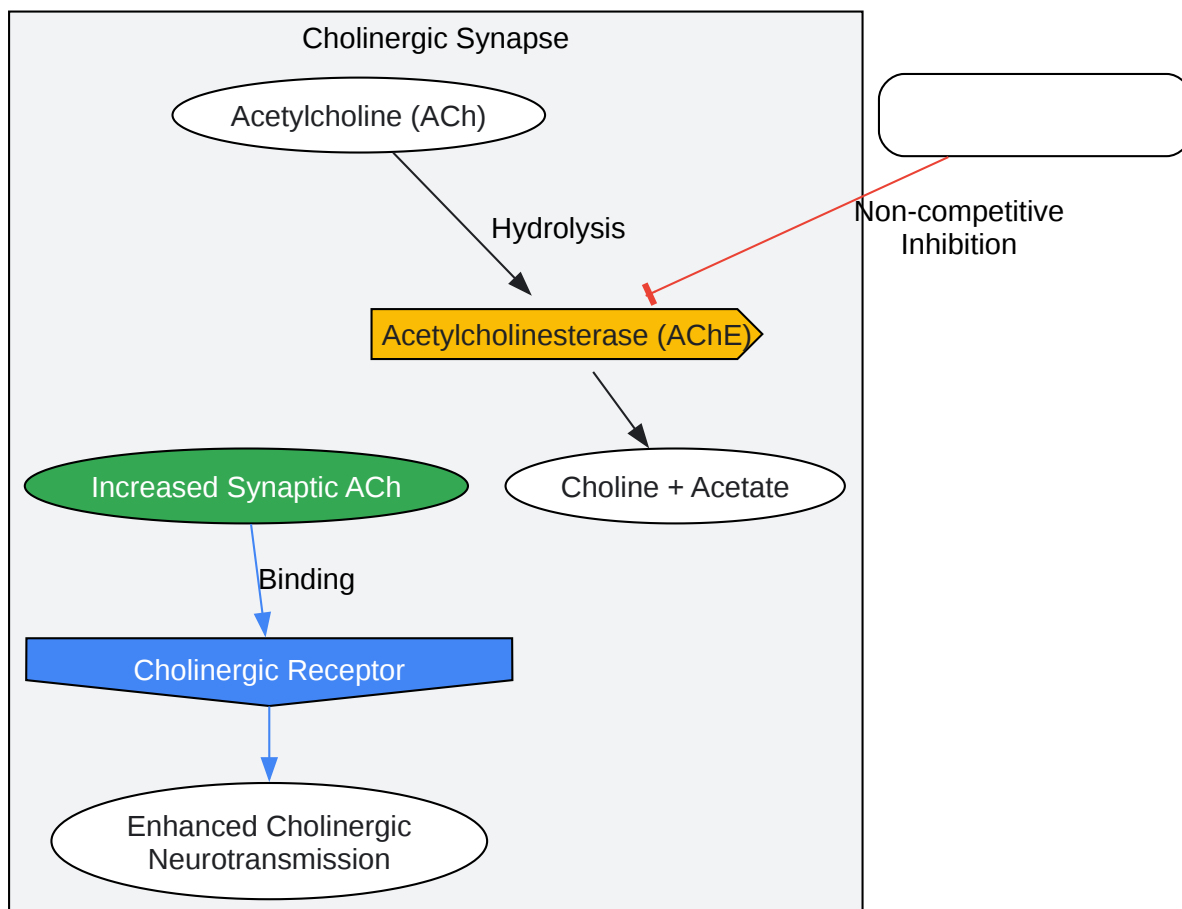 Cholinergic Synapse
Acetylcholine (ACh)
Hydrolysis
Non-competitive
Inhibition
Acetylcholinesterase (AChE)
Increased Synaptic ACh
Choline + Acetate
Binding
Cholinergic Receptor
Enhanced Cholinergic
Neurotransmission